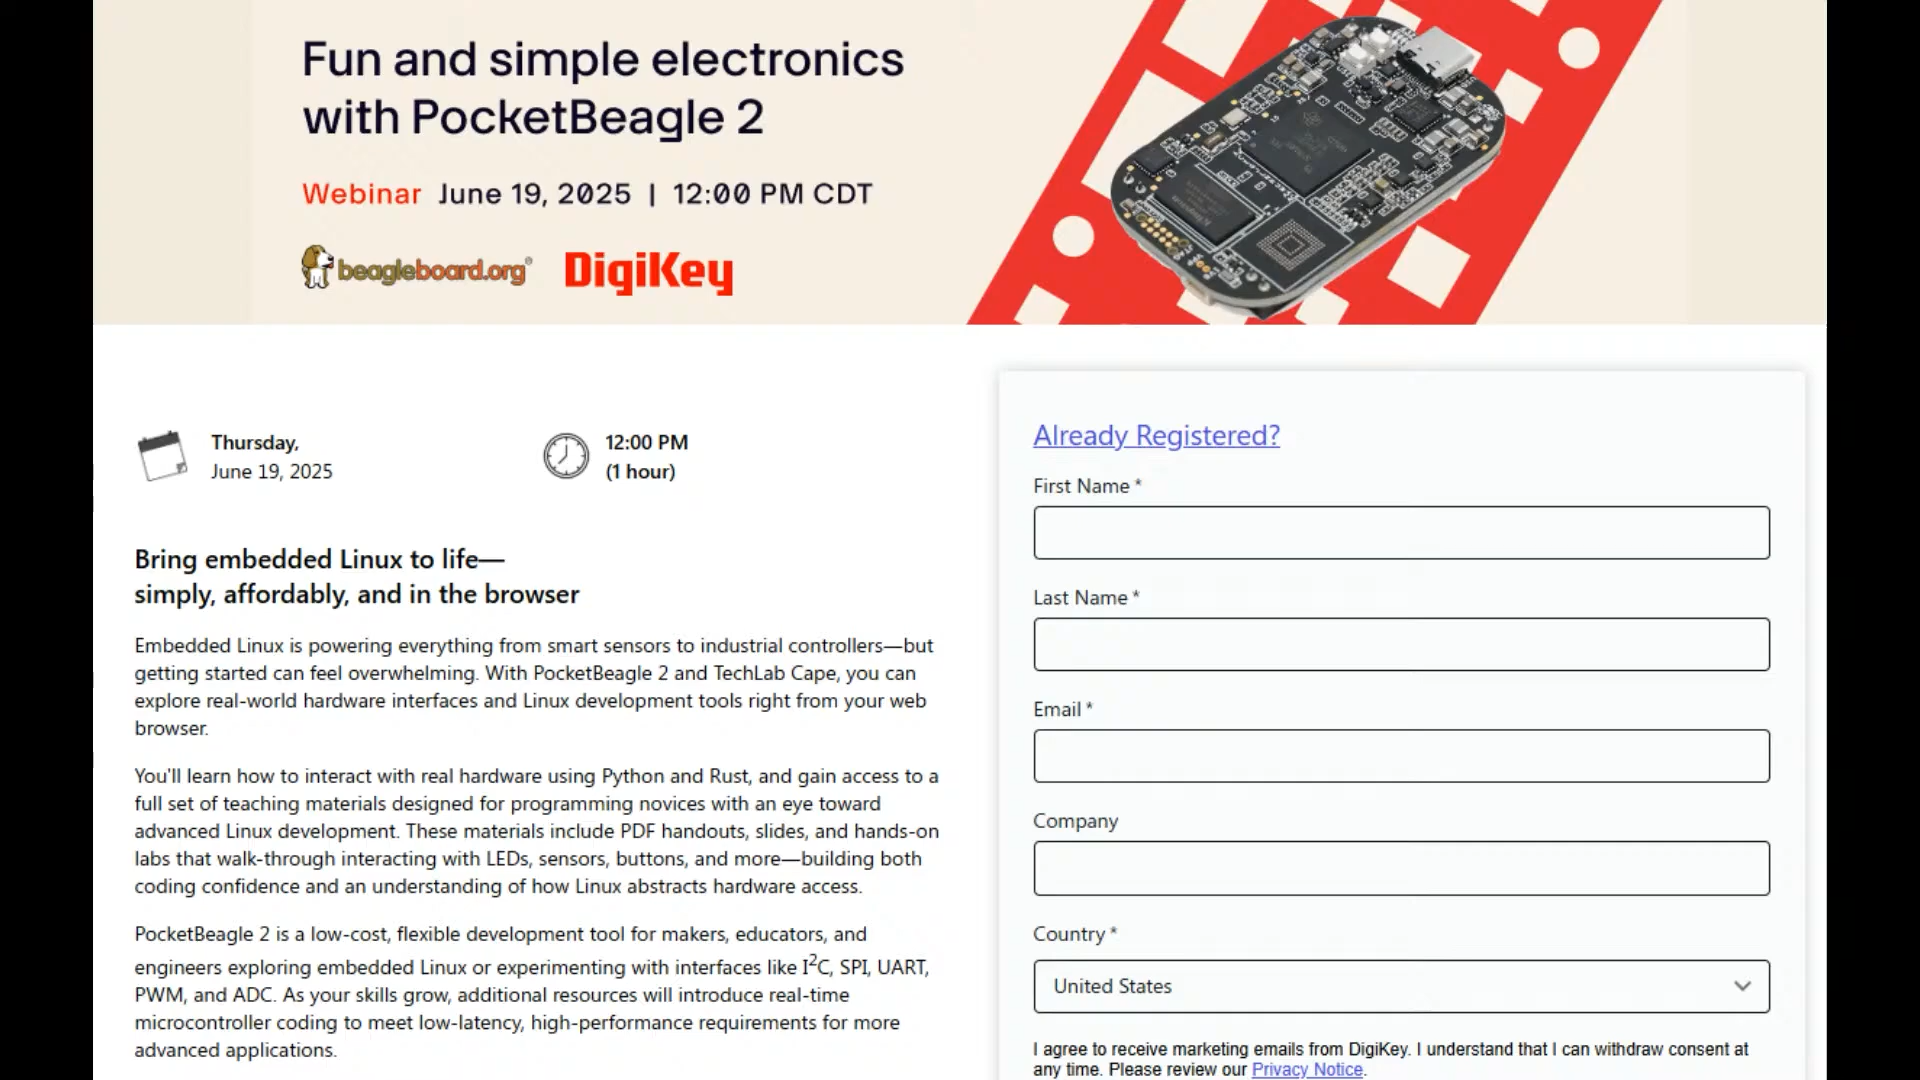 Fun and simple electronics
with PocketBeagle 2
Webinar June 19, 2025 | 12:00 PM CDT
beagleboard.org®
DigiKey
Thursday,
June 19, 2025
12:00 PM
(1 hour)
Bring embedded Linux to life—
simply, affordably, and in the browser
Embedded Linux is powering everything from smart sensors to industrial controllers—but
getting started can feel overwhelming. With PocketBeagle 2 and TechLab Cape, you can
explore real-world hardware interfaces and Linux development tools right from your web
browser.
You'll learn how to interact with real hardware using Python and Rust, and gain access to a
full set of teaching materials designed for programming novices with an eye toward
advanced Linux development. These materials include PDF handouts, slides, and hands-on
labs that walk-through interacting with LEDs, sensors, buttons, and more—building both
coding confidence and an understanding of how Linux abstracts hardware access.
PocketBeagle 2 is a low-cost, flexible development tool for makers, educators, and
engineers exploring embedded Linux or experimenting with interfaces like I²C, SPI, UART,
PWM, and ADC. As your skills grow, additional resources will introduce real-time
microcontroller coding to meet low-latency, high-performance requirements for more
advanced applications.
Already Registered?
First Name *
Last Name *
Email *
Company
Country *
United States
I agree to receive marketing emails from DigiKey. I understand that I can withdraw consent at
any time. Please review our Privacy Notice.